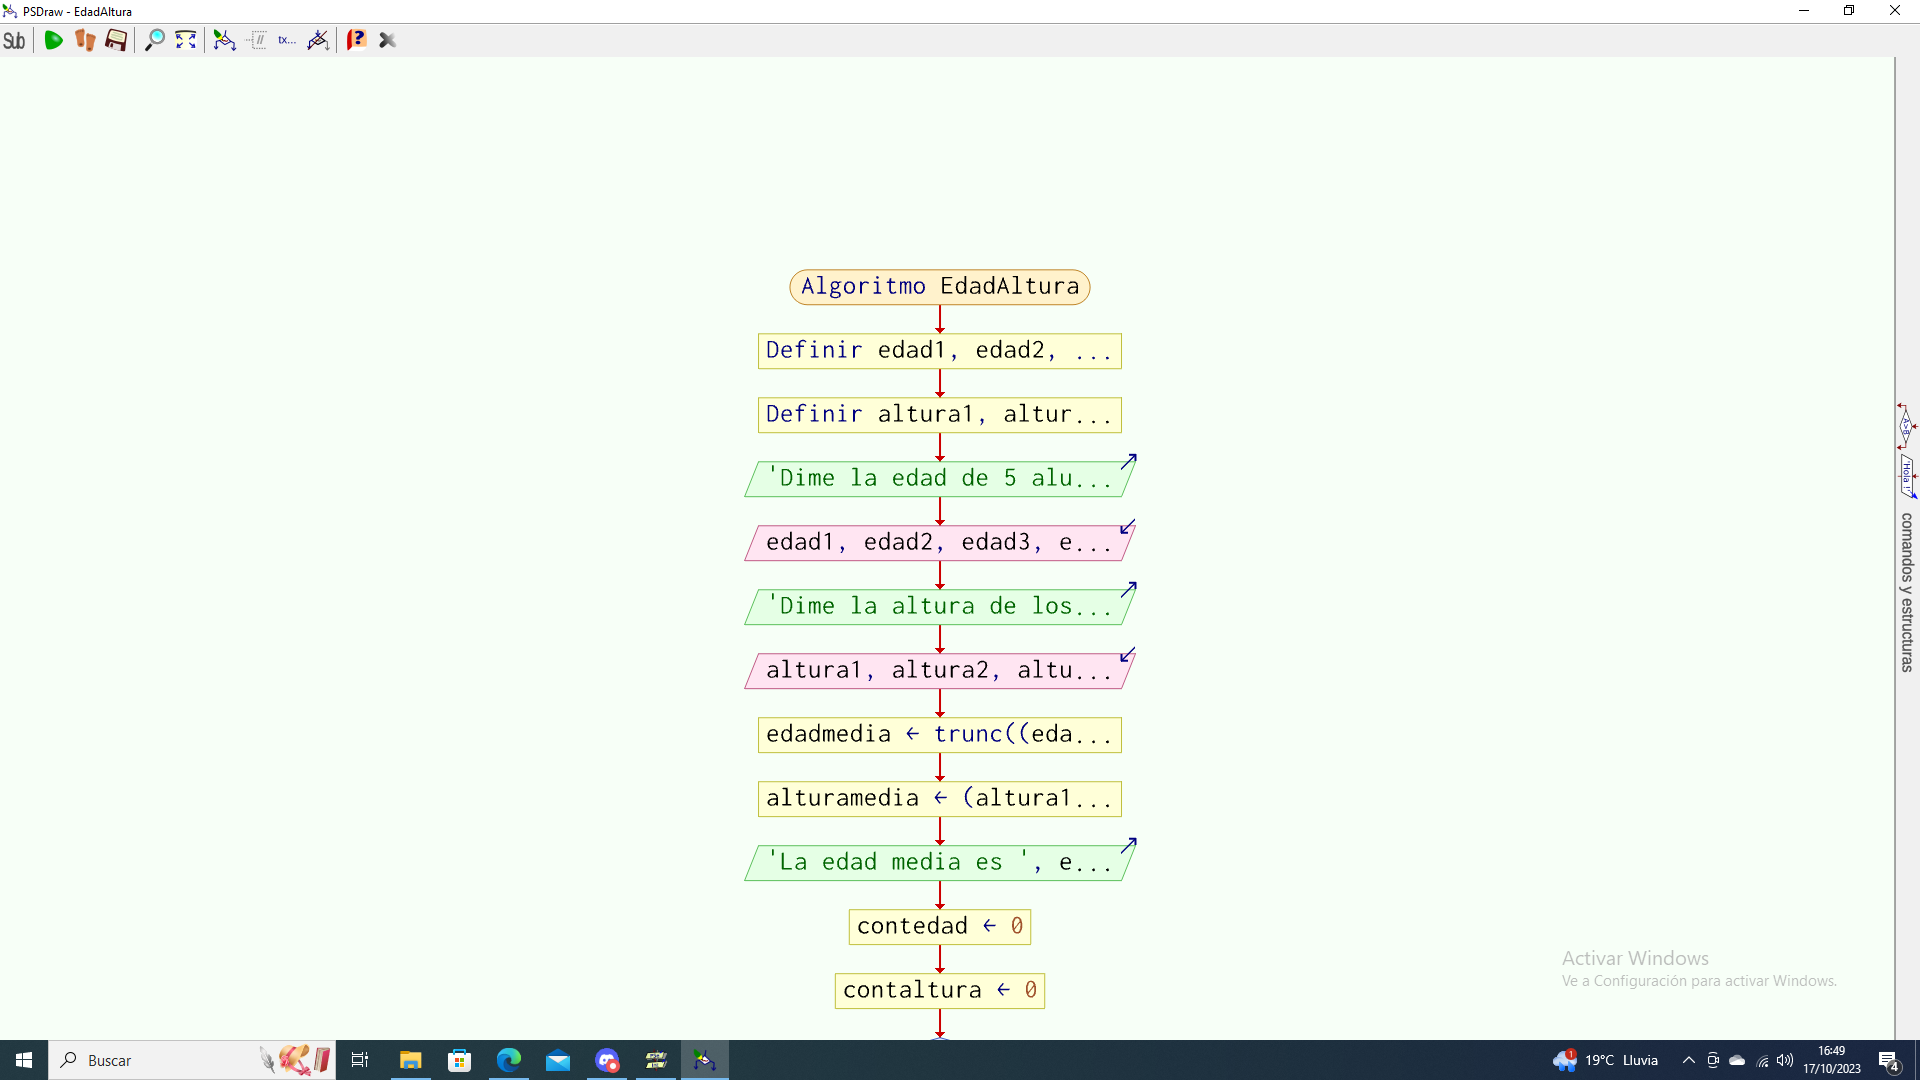 PSDraw - EdadAltura
Sub
tx...
Algoritmo EdadAltura
Definir edad1, edad2, ...
Definir altura1, altur...
'Dime la edad de 5 alu...
edad1, edad2, edad3, e...
'Dime la altura de los...
altura1, altura2, altu...
edadmedia ← trunc((eda...
alturamedia ← (altura1...
'La edad media es ', e...
contedad ← 0
contaltura ← 0
A>B
'Hola !'
comandos y estructuras
Activar Windows
Ve a Configuración para activar Windows.
Buscar
1
19°C Lluvia
16:49
17/10/2023
4